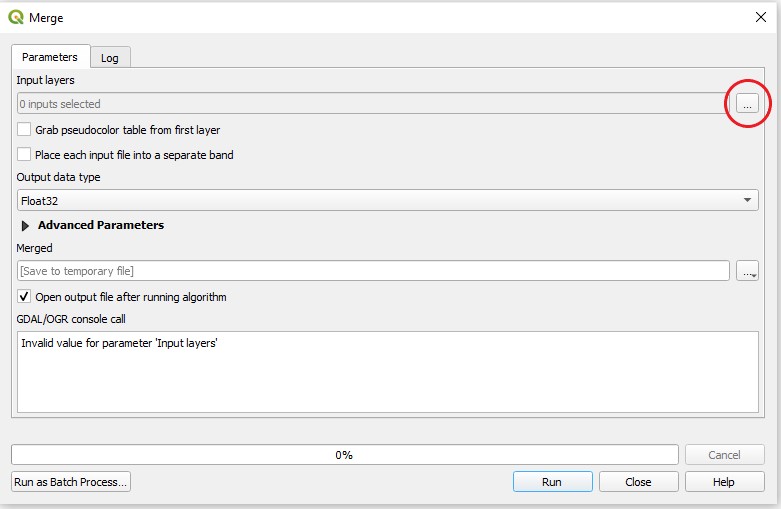 Merge
Parameters
Log
Input layers
0 inputs selected
...
Grab pseudocolor table from first layer
Place each input file into a separate band
Output data type
Float32
Advanced Parameters
Merged
[Save to temporary file]
...
Open output file after running algorithm
GDAL/OGR console call
Invalid value for parameter 'Input layers'
0%
Cancel
Run as Batch Process...
Run
Close
Help